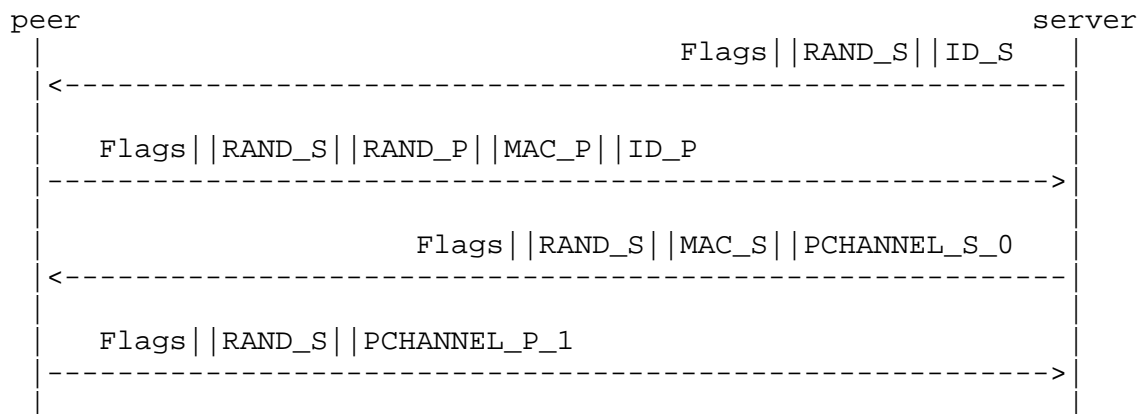 peer server
Flags||RAND_S||ID_S
Flags||RAND_S||RAND_P||MAC_P||ID_P
Flags||RAND_S||MAC_S||PCHANNEL_S_0
Flags||RAND_S||PCHANNEL_P_1